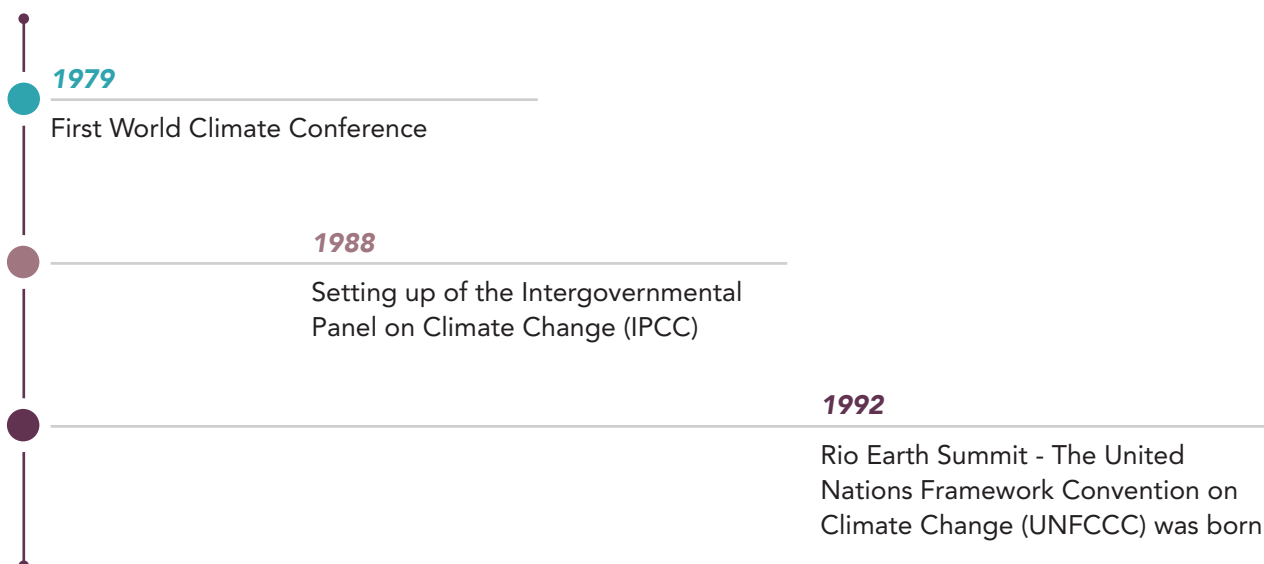 1979
First World Climate Conference
1988
Setting up of the Intergovernmental
Panel on Climate Change (IPCC)
1992
Rio Earth Summit - The United
Nations Framework Convention on
Climate Change (UNFCCC) was born